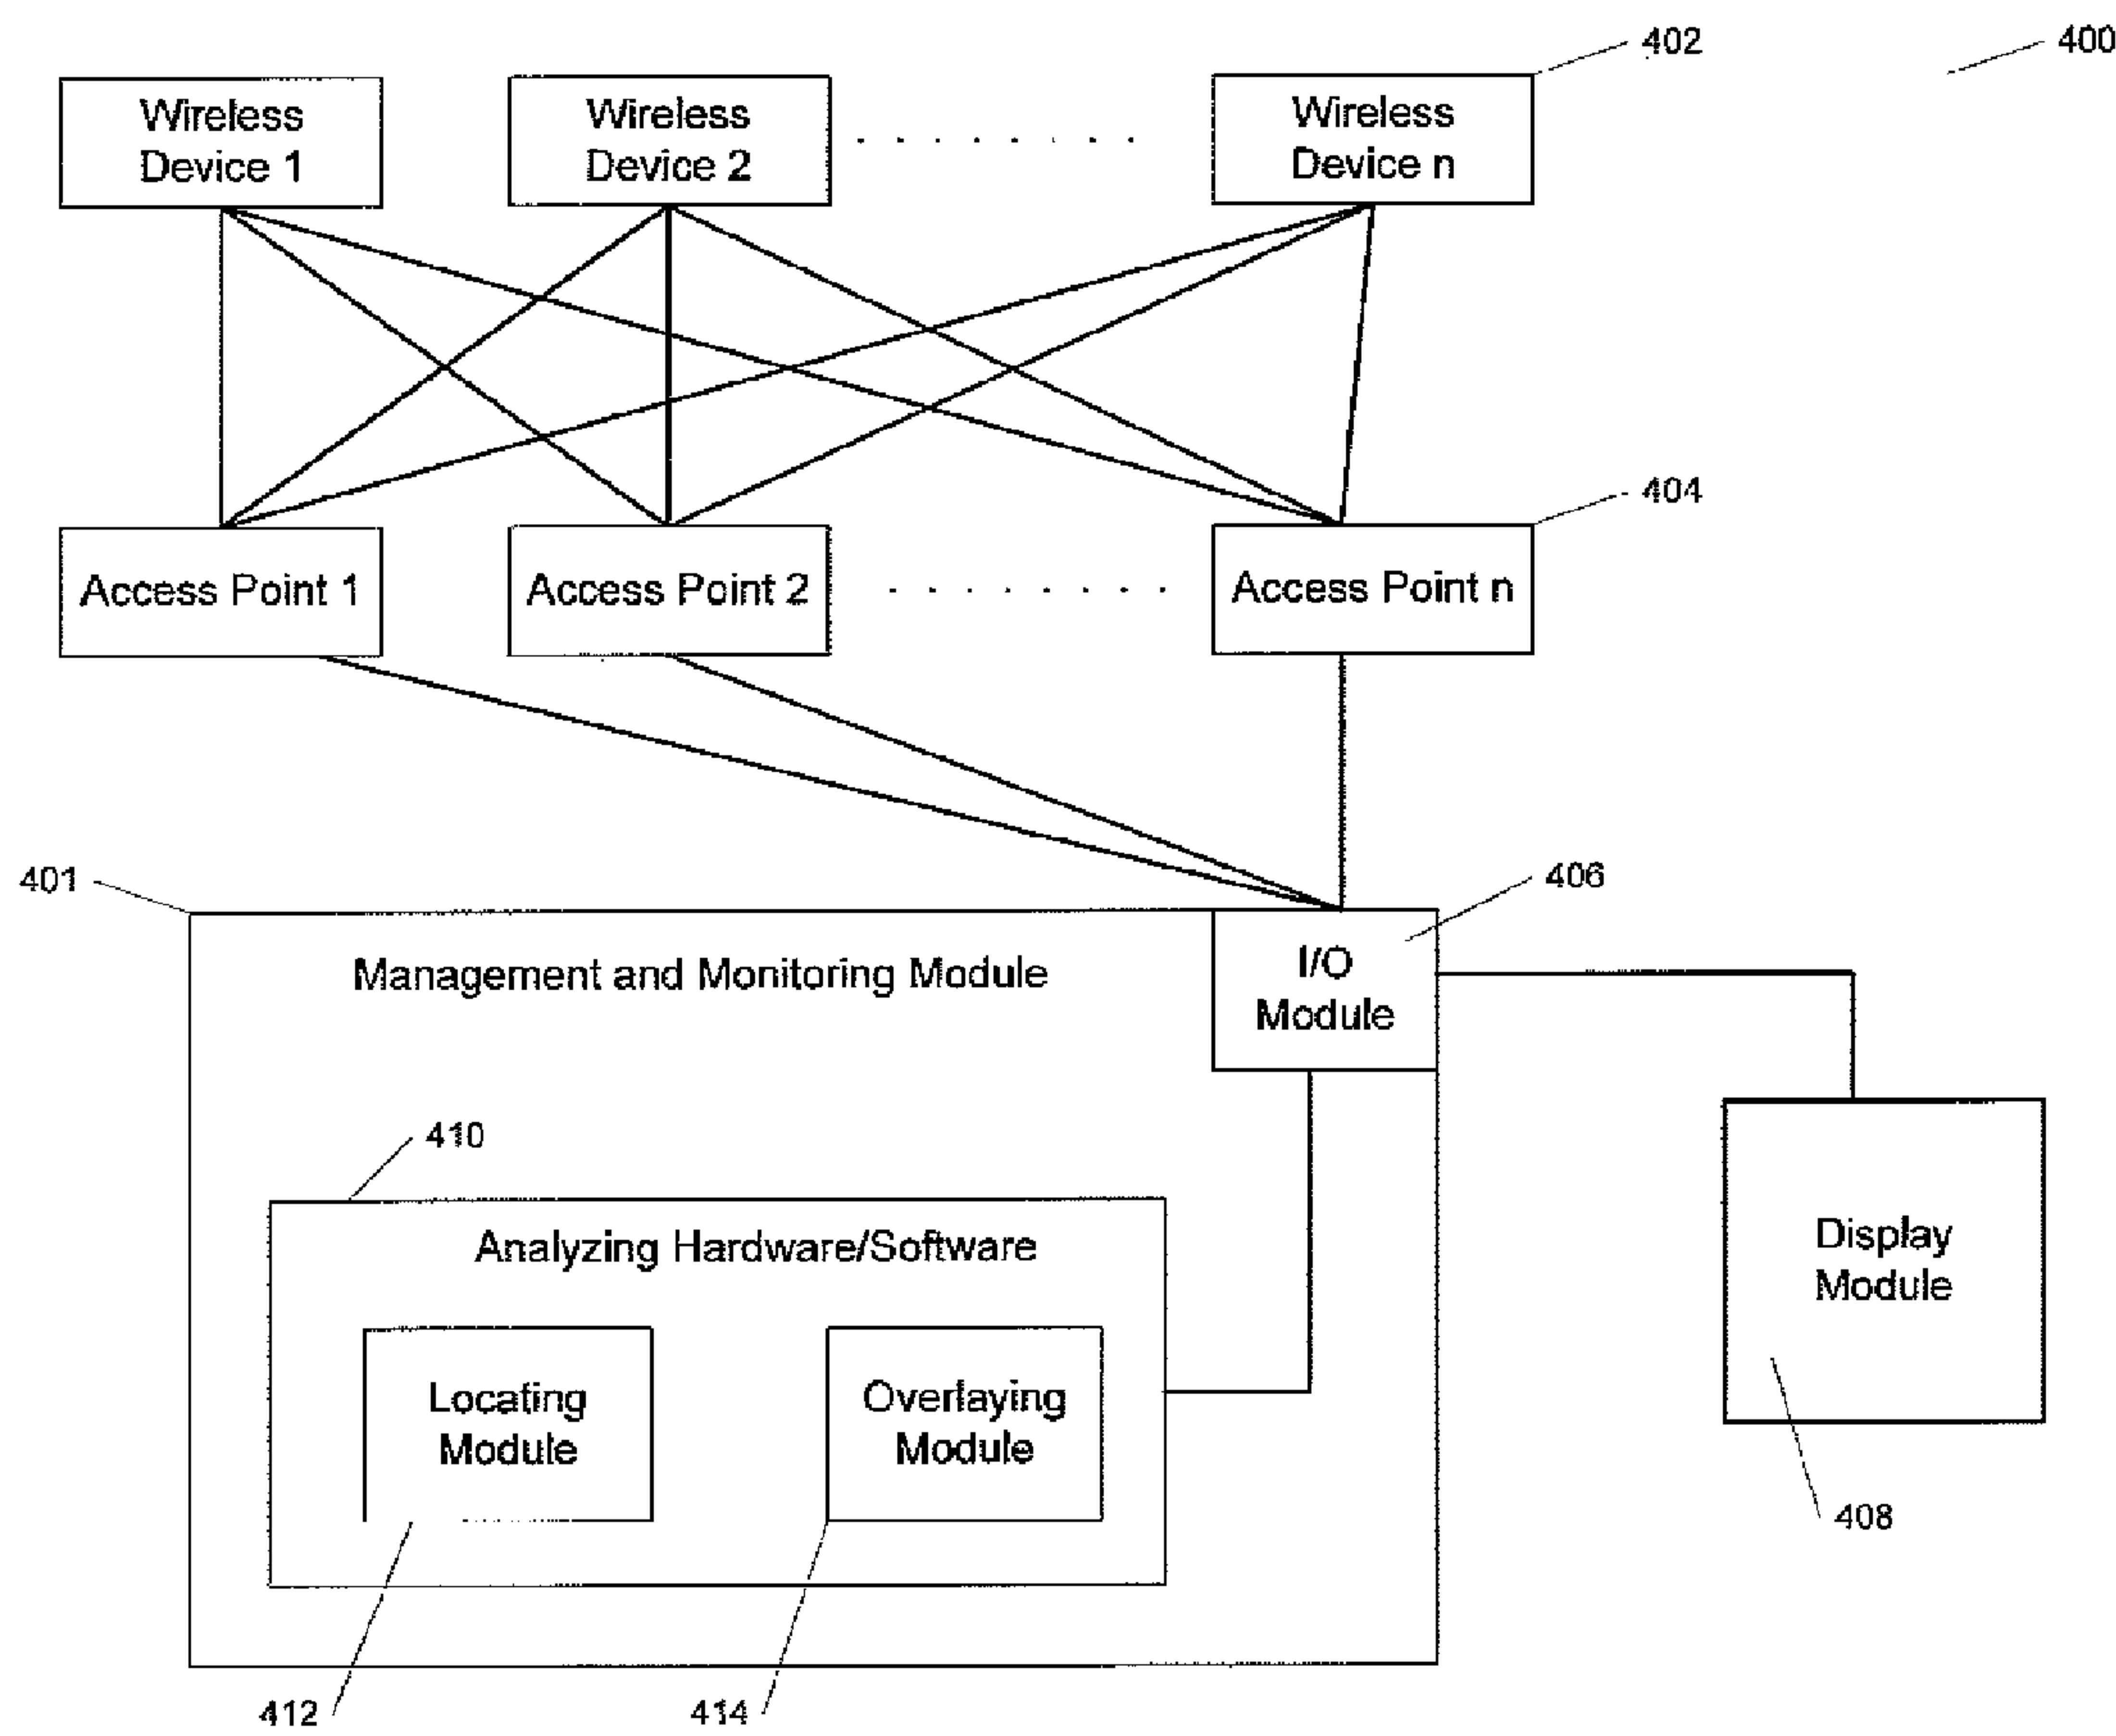 402
400
Wireless
Device 1
Wireless
Device 2
Wireless
Device n
404
Access Point 1
Access Point 2
Access Point n
401
406
Management and Monitoring Module
I/O
Module
410
Analyzing Hardware/Software
Locating
Module
Overlaying
Module
Display
Module
408
412
414